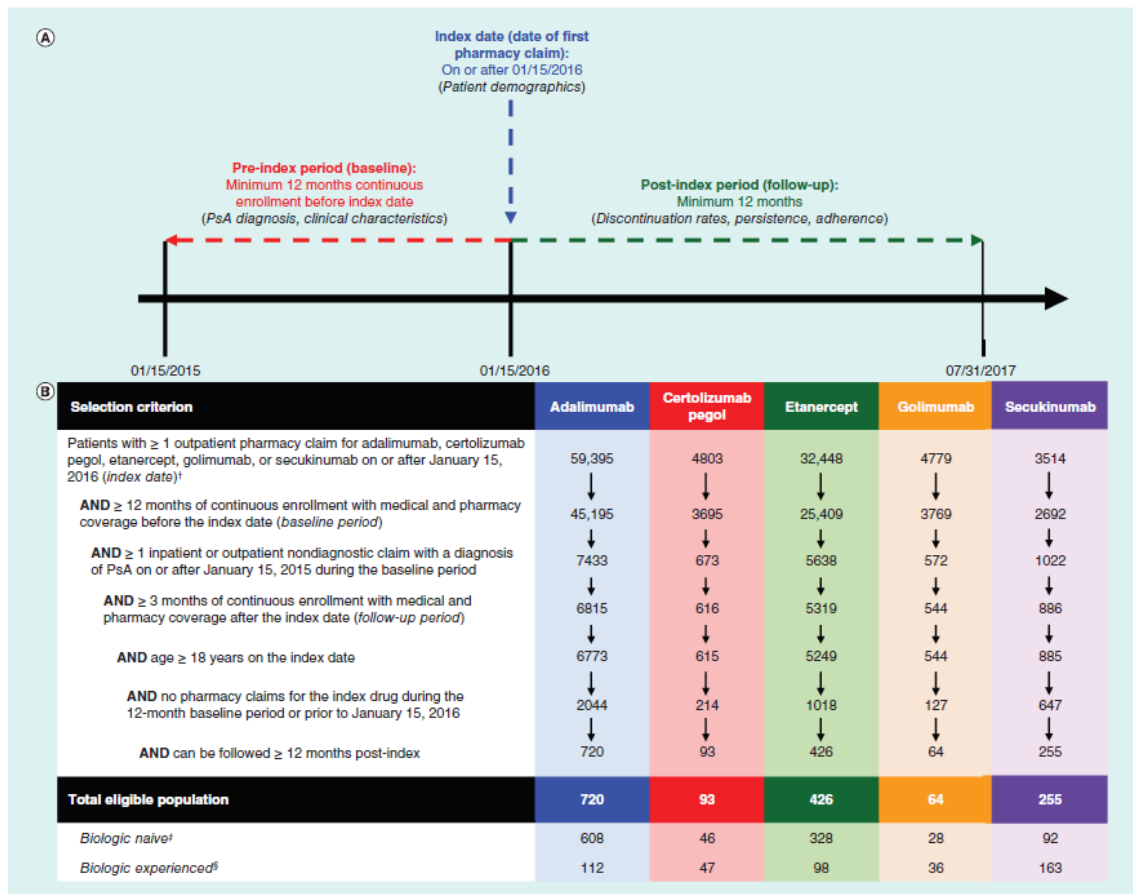 A
Index date (date of first
pharmacy claim):
On or after 01/15/2016
(Patient demographics)
Pre-index period (baseline):
Minimum 12 months continuous
enrollment before index date
(PsA diagnosis, clinical characteristics)
Post-index period (follow-up):
Minimum 12 months
(Discontinuation rates, persistence, adherence)
01/15/2015 01/15/2016 07/31/2017
B
Selection criterion Adalimumab Certolizumab pegol Etanercept Golimumab Secukinumab
Patients with ≥ 1 outpatient pharmacy claim for adalimumab, certolizumab
pegol, etanercept, golimumab, or secukinumab on or after January 15,
2016 (index date)† 59,395 4803 32,448 4779 3514
AND ≥ 12 months of continuous enrollment with medical and pharmacy
coverage before the index date (baseline period) 45,195 3695 25,409 3769 2692
AND ≥ 1 inpatient or outpatient nondiagnostic claim with a diagnosis
of PsA on or after January 15, 2015 during the baseline period 7433 673 5638 572 1022
AND ≥ 3 months of continuous enrollment with medical and
pharmacy coverage after the index date (follow-up period) 6815 616 5319 544 886
AND age ≥ 18 years on the index date 6773 615 5249 544 885
AND no pharmacy claims for the index drug during the
12-month baseline period or prior to January 15, 2016 2044 214 1018 127 647
AND can be followed ≥ 12 months post-index 720 93 426 64 255
Total eligible population 720 93 426 64 255
Biologic naive‡ 608 46 328 28 92
Biologic experienced§ 112 47 98 36 163